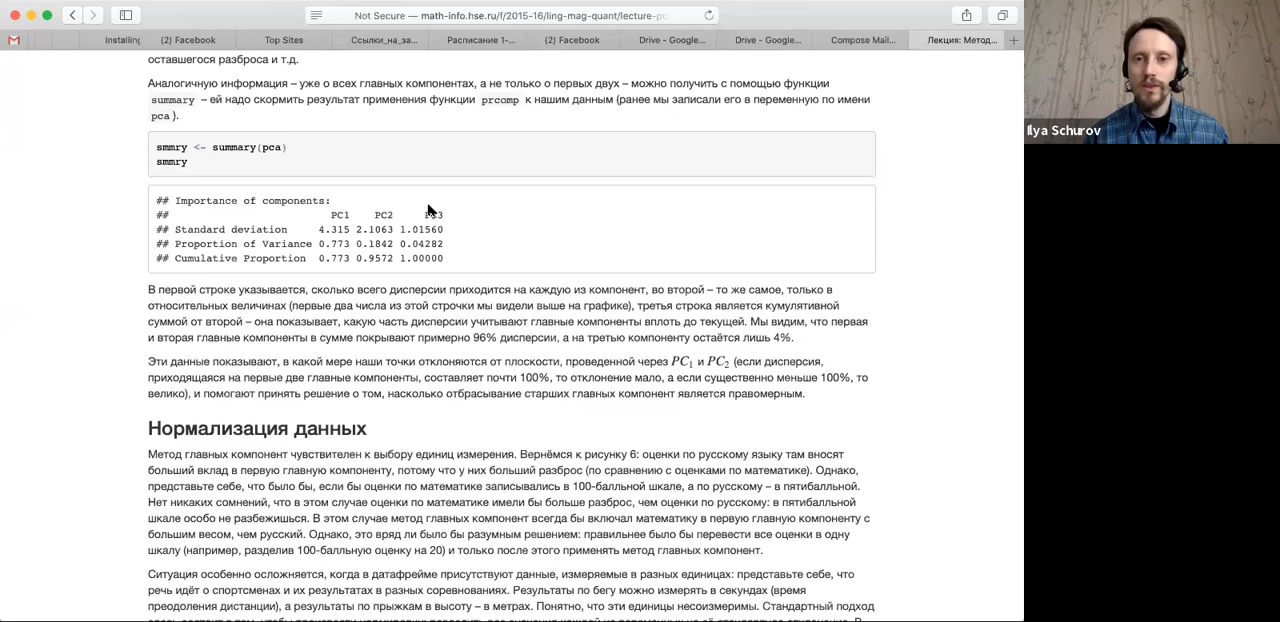 Not Secure — math-info.hse.ru/f/2015-16/ling-mag-quant/lecture-pc
Installing
(2) Facebook
Top Sites
Ссылки_на_за...
Расписание 1-...
(2) Facebook
Drive - Google...
Drive - Google...
Compose Mail...
Лекция: Метод...
Ilya Schurov
оставшегося разброса и т.д.
Аналогичную информация – уже о всех главных компонентах, а не только о первых двух – можно получить с помощью функции
summary – ей надо скормить результат применения функции prcomp к нашим данным (ранее мы записали его в переменную по имени
pca ).
smmry <- summary(pca)
smmry
## Importance of components:
## PC1 PC2 PC3
## Standard deviation 4.315 2.1063 1.01560
## Proportion of Variance 0.773 0.1842 0.04282
## Cumulative Proportion 0.773 0.9572 1.00000
В первой строке указывается, сколько всего дисперсии приходится на каждую из компонент, во второй – то же самое, только в
относительных величинах (первые два числа из этой строчки мы видели выше на графике), третья строка является кумулятивной
суммой от второй – она показывает, какую часть дисперсии учитывают главные компоненты вплоть до текущей. Мы видим, что первая
и вторая главные компоненты в сумме покрывают примерно 96% дисперсии, а на третью компоненту остаётся лишь 4%.
Эти данные показывают, в какой мере наши точки отклоняются от плоскости, проведенной через PC1 и PC2 (если дисперсия,
приходящаяся на первые две главные компоненты, составляет почти 100%, то отклонение мало, а если существенно меньше 100%, то
велико), и помогают принять решение о том, насколько отбрасывание старших главных компонент является правомерным.
Нормализация данных
Метод главных компонент чувствителен к выбору единиц измерения. Вернёмся к рисунку 6: оценки по русскому языку там вносят
больший вклад в первую главную компоненту, потому что у них больший разброс (по сравнению с оценками по математике). Однако,
представьте себе, что было бы, если бы оценки по математике записывались в 100-балльной шкале, а по русскому – в пятибалльной.
Нет никаких сомнений, что в этом случае оценки по математике имели бы больше разброс, чем оценки по русскому: в пятибалльной
шкале особо не разбежишься. В этом случае метод главных компонент всегда бы включал математику в первую главную компоненту с
большим весом, чем русский. Однако, это вряд ли было бы разумным решением: правильнее было бы перевести все оценки в одну
шкалу (например, разделив 100-балльную оценку на 20) и только после этого применять метод главных компонент.
Ситуация особенно осложняется, когда в датафрейме присутствуют данные, измеряемые в разных единицах: представьте себе, что
речь идёт о спортсменах и их результатах в разных соревнованиях. Результаты по бегу можно измерять в секундах (время
преодоления дистанции), а результаты по прыжкам в высоту – в метрах. Понятно, что эти единицы несоизмеримы. Стандартный подход